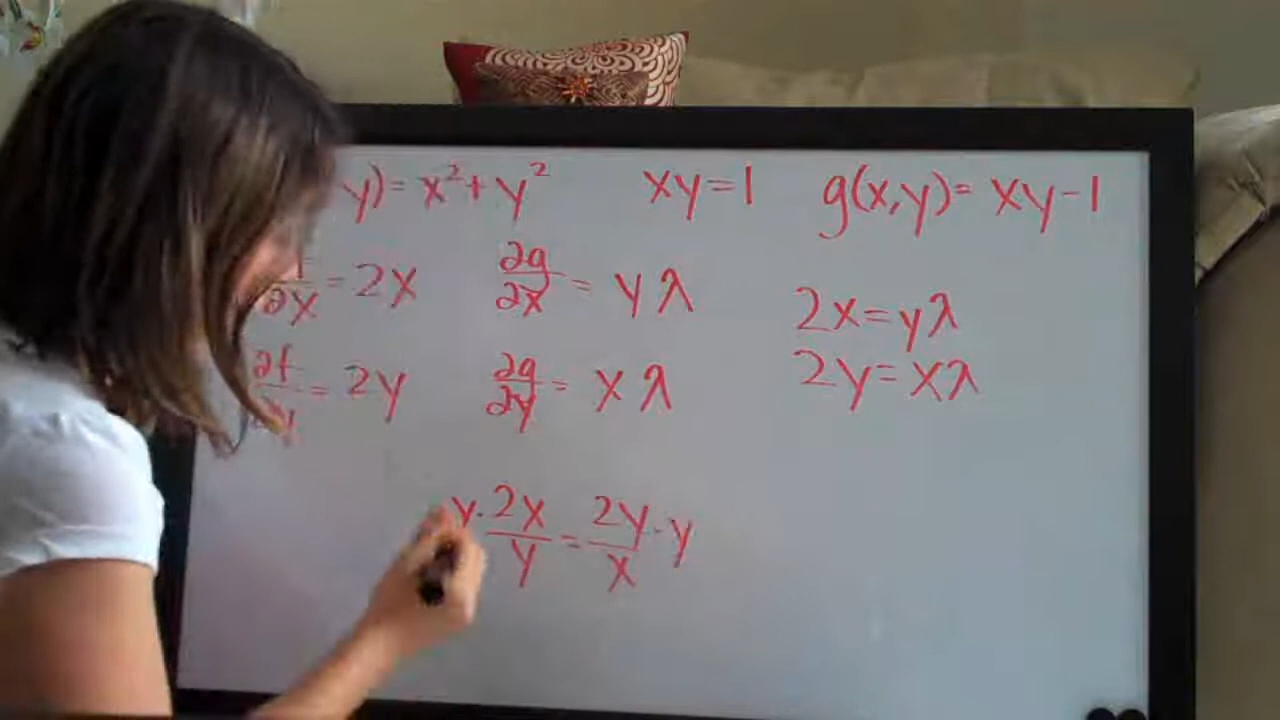 y) = x² + y² xy = 1 g(x,y) = xy - 1
∂x = 2x ∂g/∂x = yλ 2x = yλ
∂f = 2y ∂g/∂y = xλ 2y = xλ
y · 2x/y = 2y/x · y